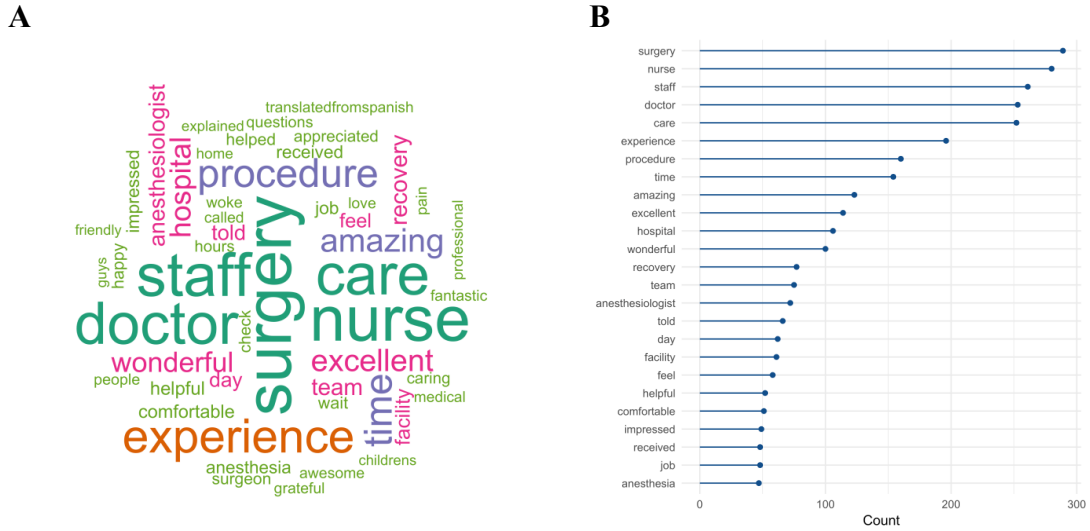 A
translatedfromspanish
explained questions
helped appreciated
home received
anesthesiologist
hospital
impressed
procedure
recovery
pain
woke
called
told
hours
job love
feel
amazing
professional
friendly
guys
happy
staff
surgery
care
fantastic
doctor
check
nurse
wonderful
excellent
people
helpful day
team
caring
medical
wait
time
facility
comfortable
experience
childrens
anesthesia
surgeon
awesome
grateful
B
surgery
nurse
staff
doctor
care
experience
procedure
time
amazing
excellent
hospital
wonderful
recovery
team
anesthesiologist
told
day
facility
feel
helpful
comfortable
impressed
received
job
anesthesia
0 100 200 300
Count